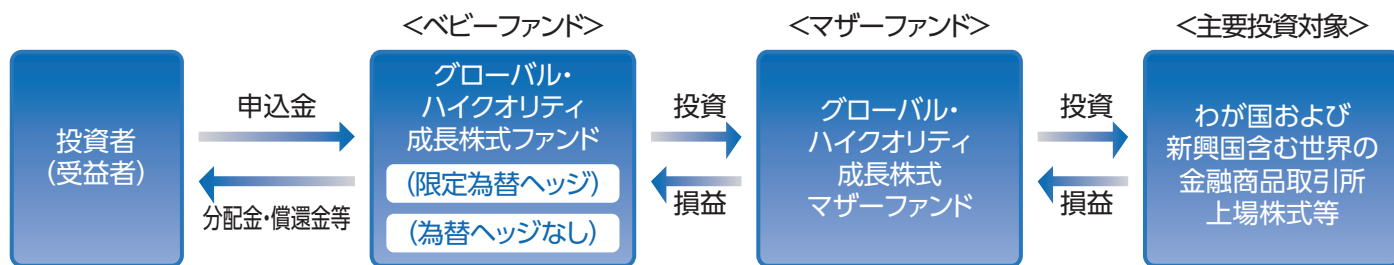 <ベビーファンド>
<マザーファンド>
<主要投資対象>
投資者
(受益者)
申込金
分配金・償還金等
グローバル・
ハイクオリティ
成長株式ファンド
(限定為替ヘッジ)
(為替ヘッジなし)
投資
損益
グローバル・
ハイクオリティ
成長株式
マザーファンド
投資
損益
わが国および
新興国含む世界の
金融商品取引所
上場株式等